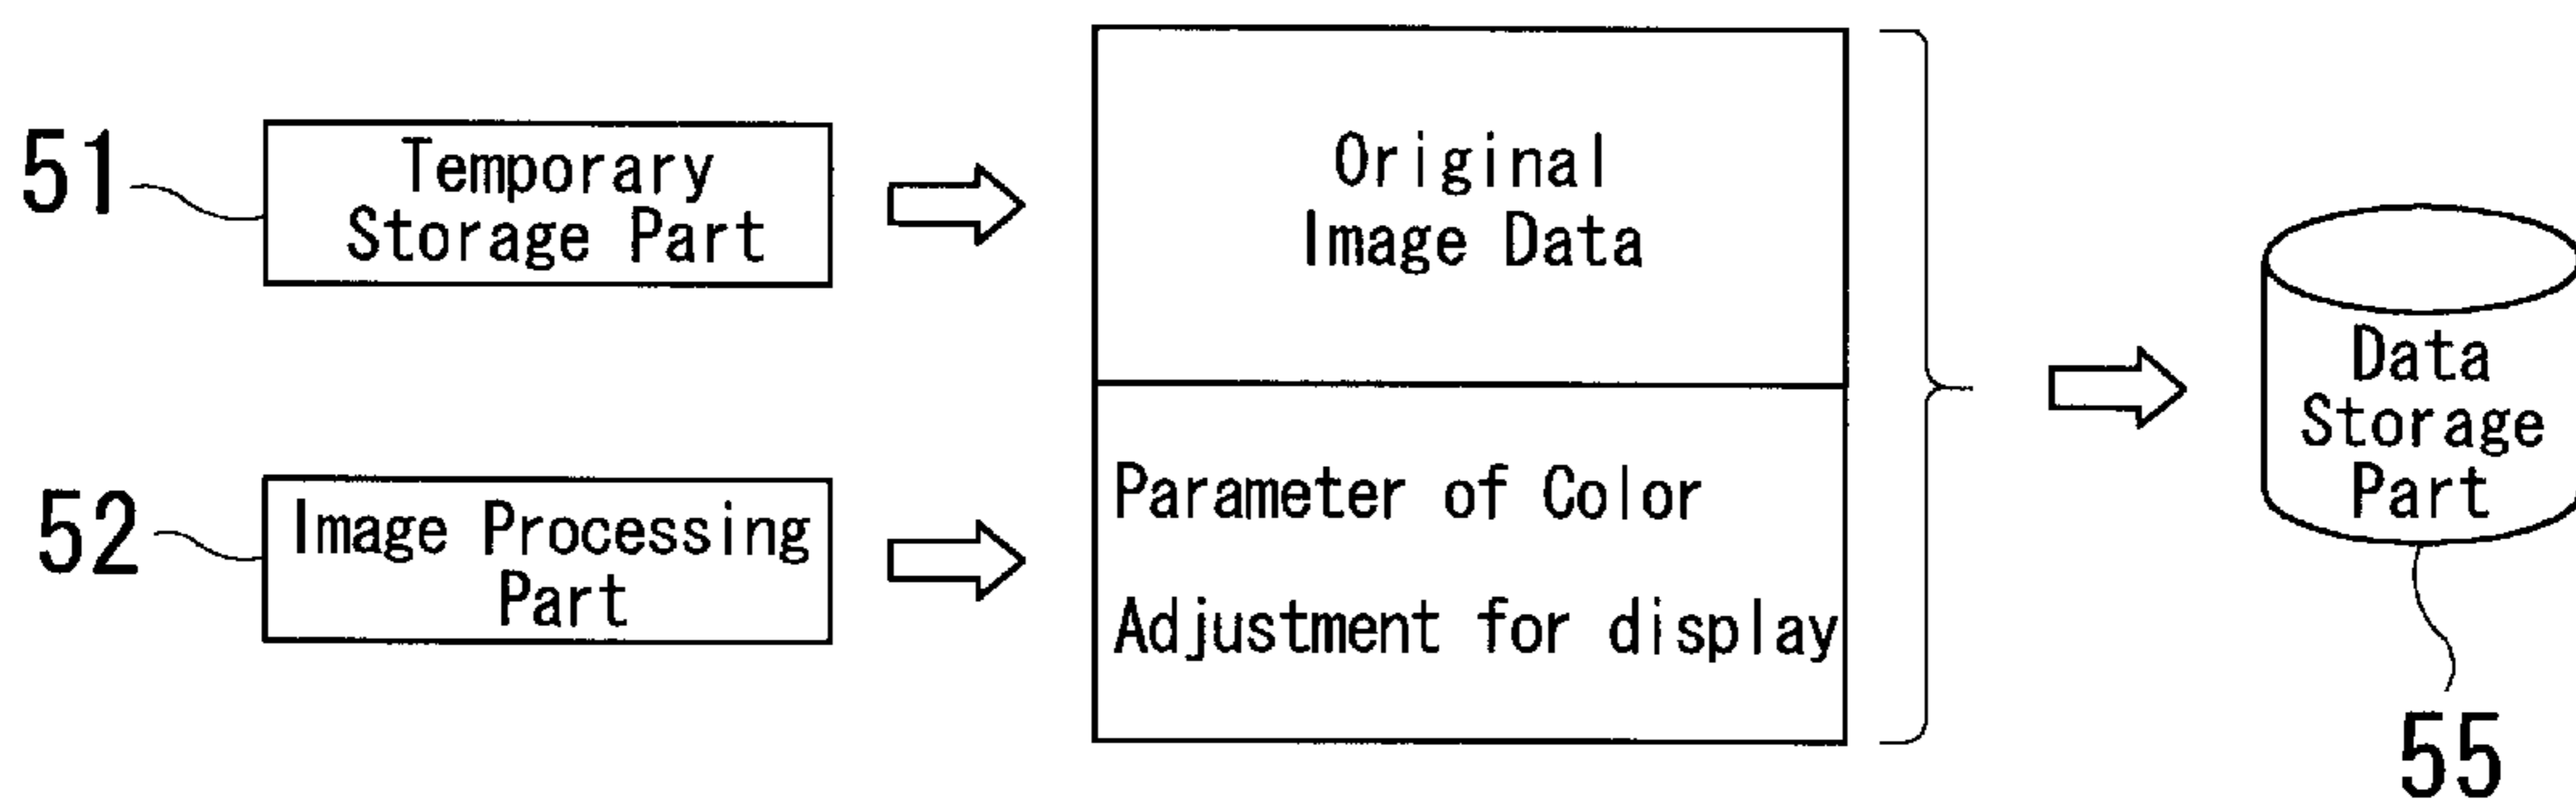 51
Temporary
Storage Part
Original
Image Data
52
Image Processing
Part
Parameter of Color
Adjustment for display
Data
Storage
Part
55